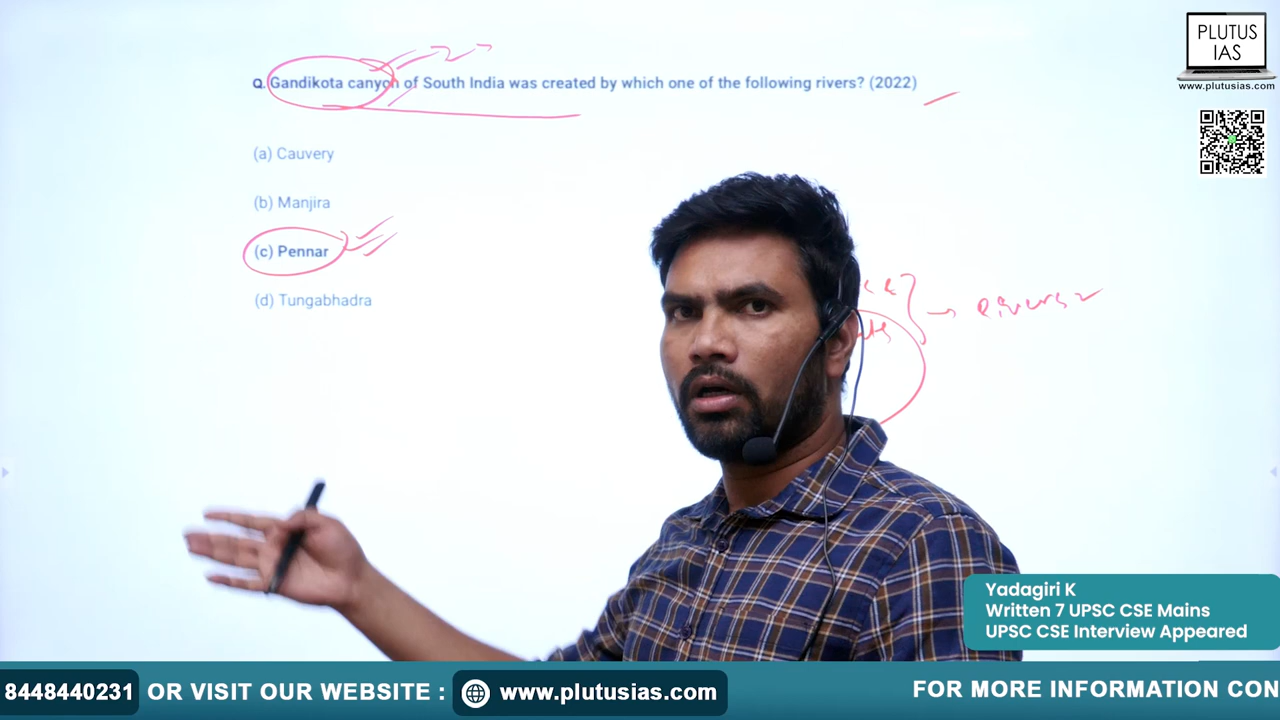 PLUTUS
IAS
www.plutusias.com
Q. Gandikota canyon of South India was created by which one of the following rivers? (2022)
(a) Cauvery
(b) Manjira
(c) Pennar
(d) Tungabhadra
Yadagiri K
Written 7 UPSC CSE Mains
UPSC CSE Interview Appeared
8448440231 OR VISIT OUR WEBSITE : www.plutusias.com FOR MORE INFORMATION CON